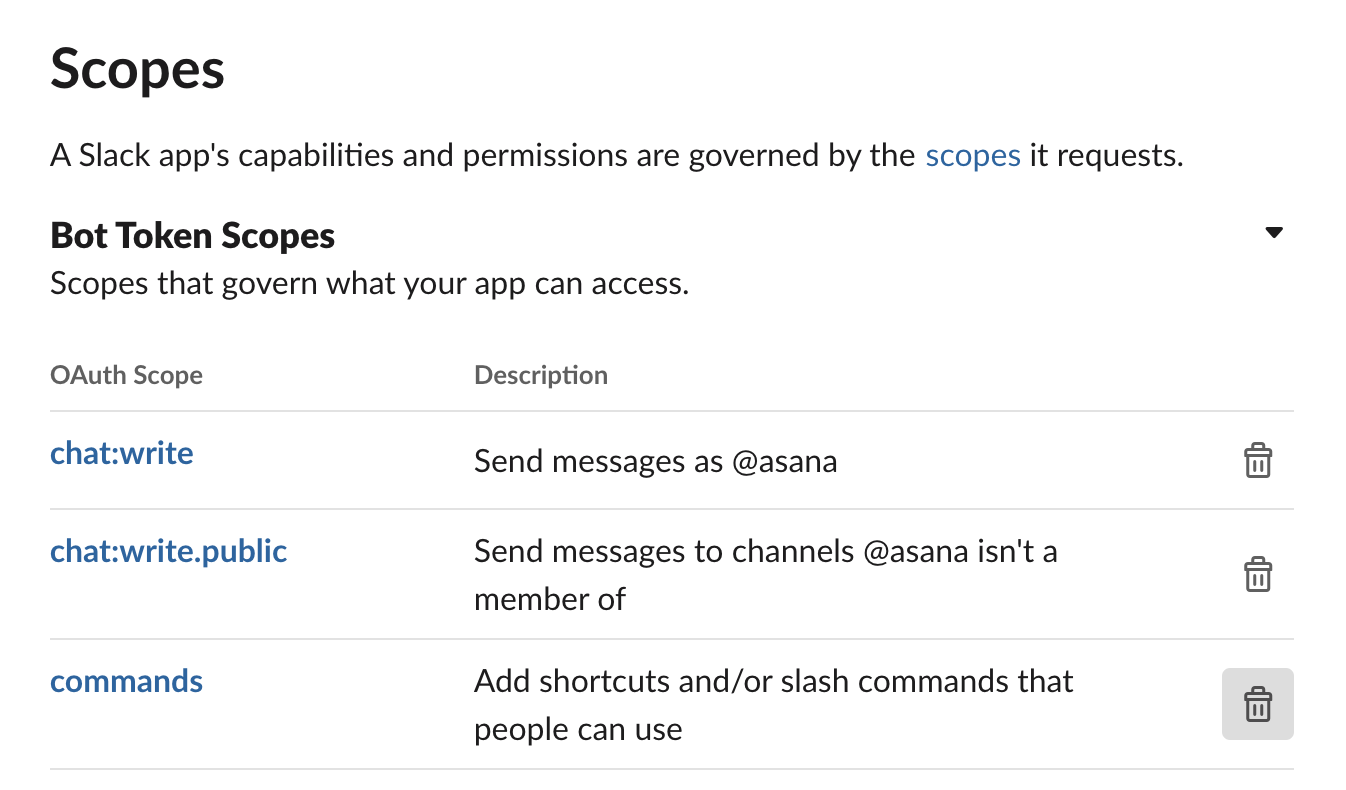 Scopes
A Slack app's capabilities and permissions are governed by the scopes it requests.
Bot Token Scopes
Scopes that govern what your app can access.
OAuth Scope Description
chat:write Send messages as @asana
chat:write.public Send messages to channels @asana isn't a
member of
commands Add shortcuts and/or slash commands that
people can use